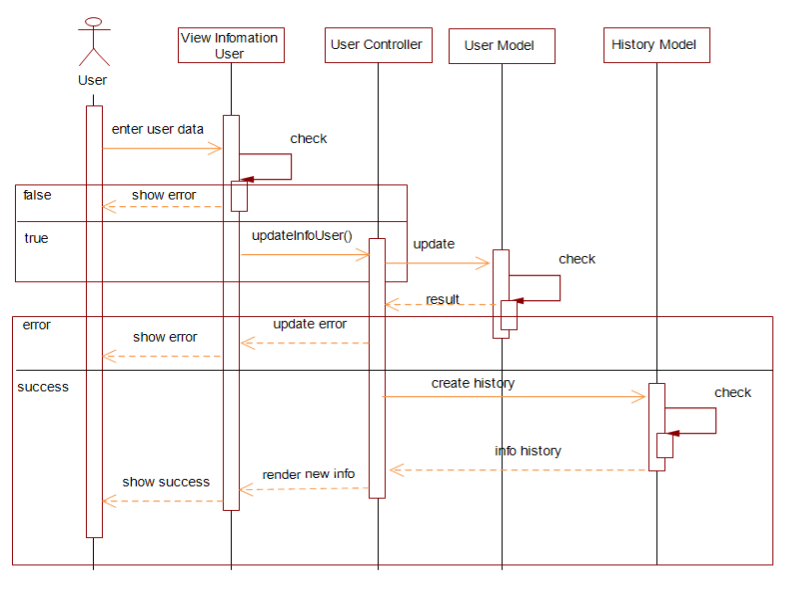 View Infomation
User
User Controller
User Model
History Model
User
enter user data
check
false
show error
true
updateInfoUser()
update
check
result
error
update error
show error
success
create history
check
info history
render new info
show success